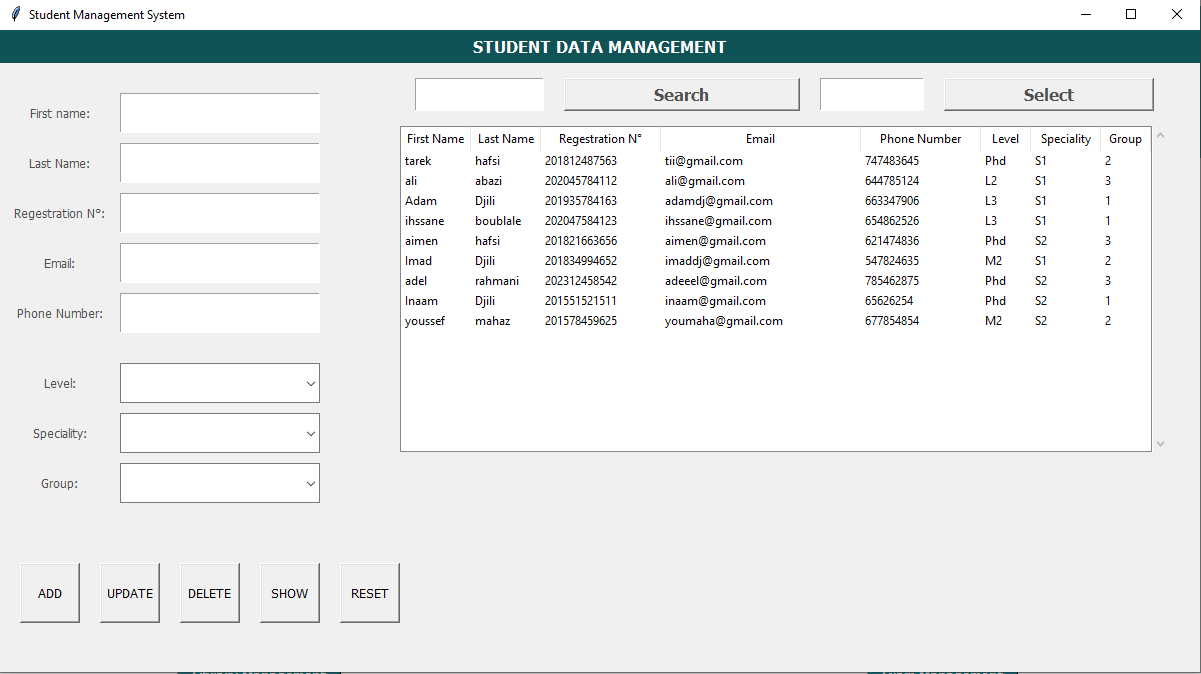 Student Management System
STUDENT DATA MANAGEMENT
Search Select
First name:
Last Name:
Regestration N°:
Email:
Phone Number:
Level:
Speciality:
Group:
First Name Last Name Regestration N° Email Phone Number Level Speciality Group
tarek hafsi 201812487563 tii@gmail.com 747483645 Phd S1 2
ali abazi 202045784112 ali@gmail.com 644785124 L2 S1 3
Adam Djili 201935784163 adamdj@gmail.com 663347906 L3 S1 1
ihssane boublale 202047584123 ihssane@gmail.com 654862526 L3 S1 1
aimen hafsi 201821663656 aimen@gmail.com 621474836 Phd S2 3
Imad Djili 201834994652 imaddj@gmail.com 547824635 M2 S1 2
adel rahmani 202312458542 adeeel@gmail.com 785462875 Phd S2 3
Inaam Djili 201551521511 inaam@gmail.com 65626254 Phd S2 1
youssef mahaz 201578459625 youmaha@gmail.com 677854854 M2 S2 2
ADD UPDATE DELETE SHOW RESET